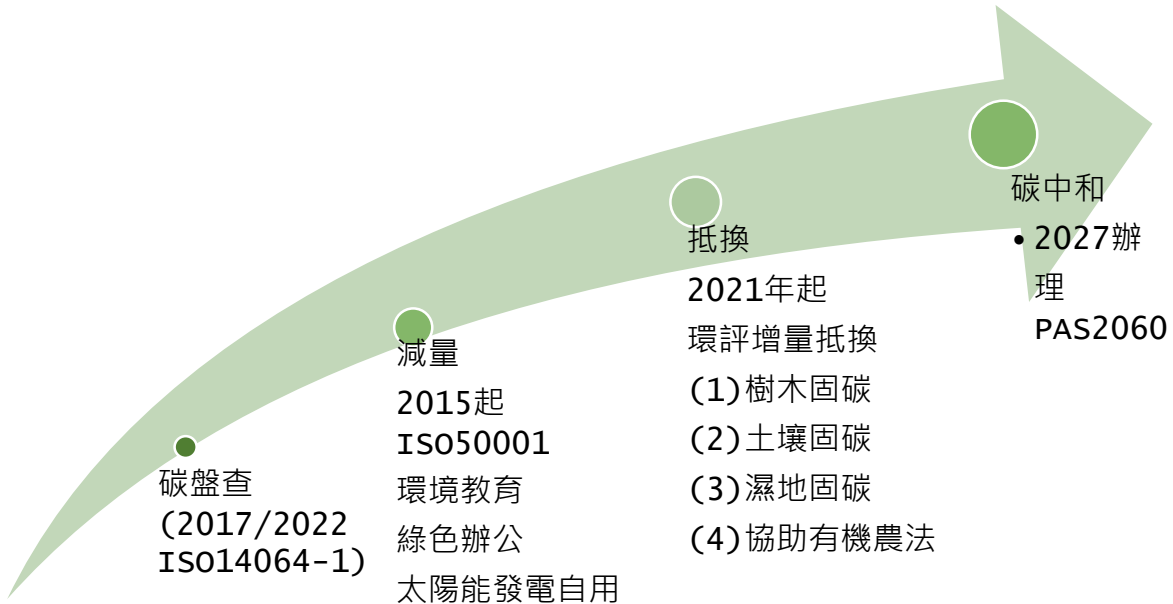 碳盤查
(2017/2022
ISO14064-1)
減量
2015起
ISO50001
環境教育
綠色辦公
太陽能發電自用
抵換
2021年起
環評增量抵換
(1)樹木固碳
(2)土壤固碳
(3)濕地固碳
(4)協助有機農法
碳中和
• 2027辦
理
PAS2060